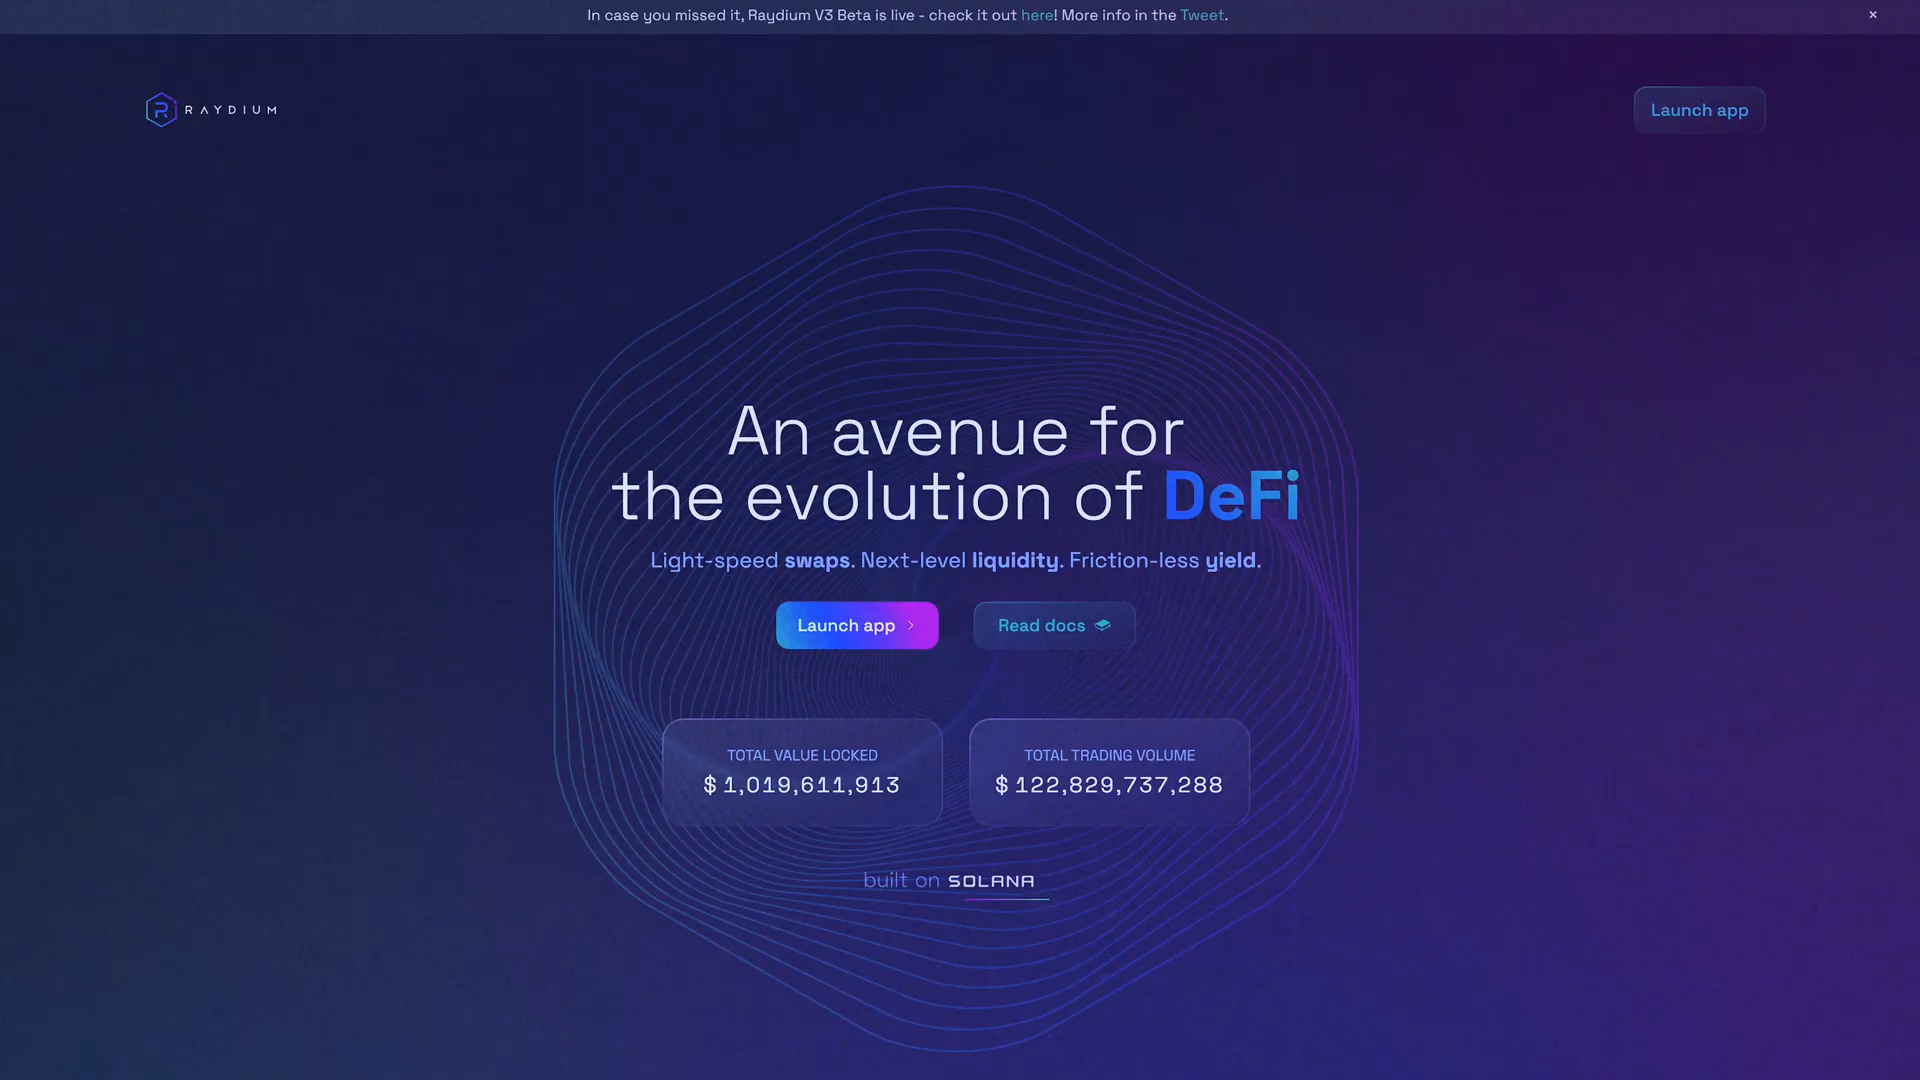 In case you missed it, Raydium V3 Beta is live - check it out here! More info in the Tweet.
×
RAYDIUM
Launch app
An avenue for
the evolution of DeFi
Light-speed swaps. Next-level liquidity. Friction-less yield.
Launch app
Read docs
TOTAL VALUE LOCKED
$ 1,019,611,913
TOTAL TRADING VOLUME
$ 122,829,737,288
built on SOLANA